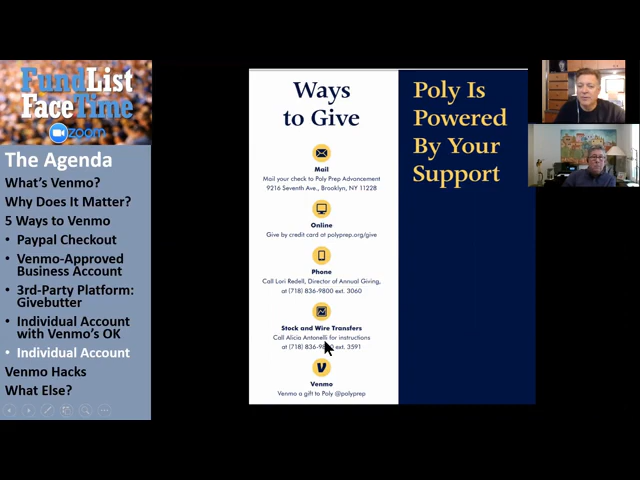 FundList
FaceTime
zoom
The Agenda
What's Venmo?
Why Does It Matter?
5 Ways to Venmo
• Paypal Checkout
• Venmo-Approved
Business Account
• 3rd-Party Platform:
Givebutter
• Individual Account
with Venmo's OK
• Individual Account
Venmo Hacks
What Else?
Ways
to Give
Mail
Mail your check to Poly Prep Advancement
9216 Seventh Ave., Brooklyn, NY 11228
Online
Give by credit card at polyprep.org/give
Phone
Call Lori Redell, Director of Annual Giving,
at (718) 836-9800 ext. 3060
Stock and Wire Transfers
Call Alicia Antonelli for instructions
at (718) ext. 3591
Venmo
Venmo a gift to Poly @polyprep
Poly Is
Powered
By Your
Support